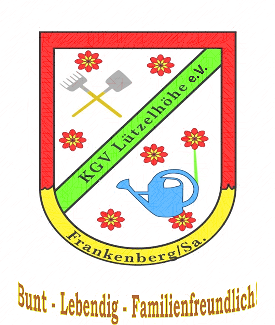 KGV Lützelhöhe e.V.
Frankenberg/Sa.
Bunt - Lebendig - Familienfreundlich!